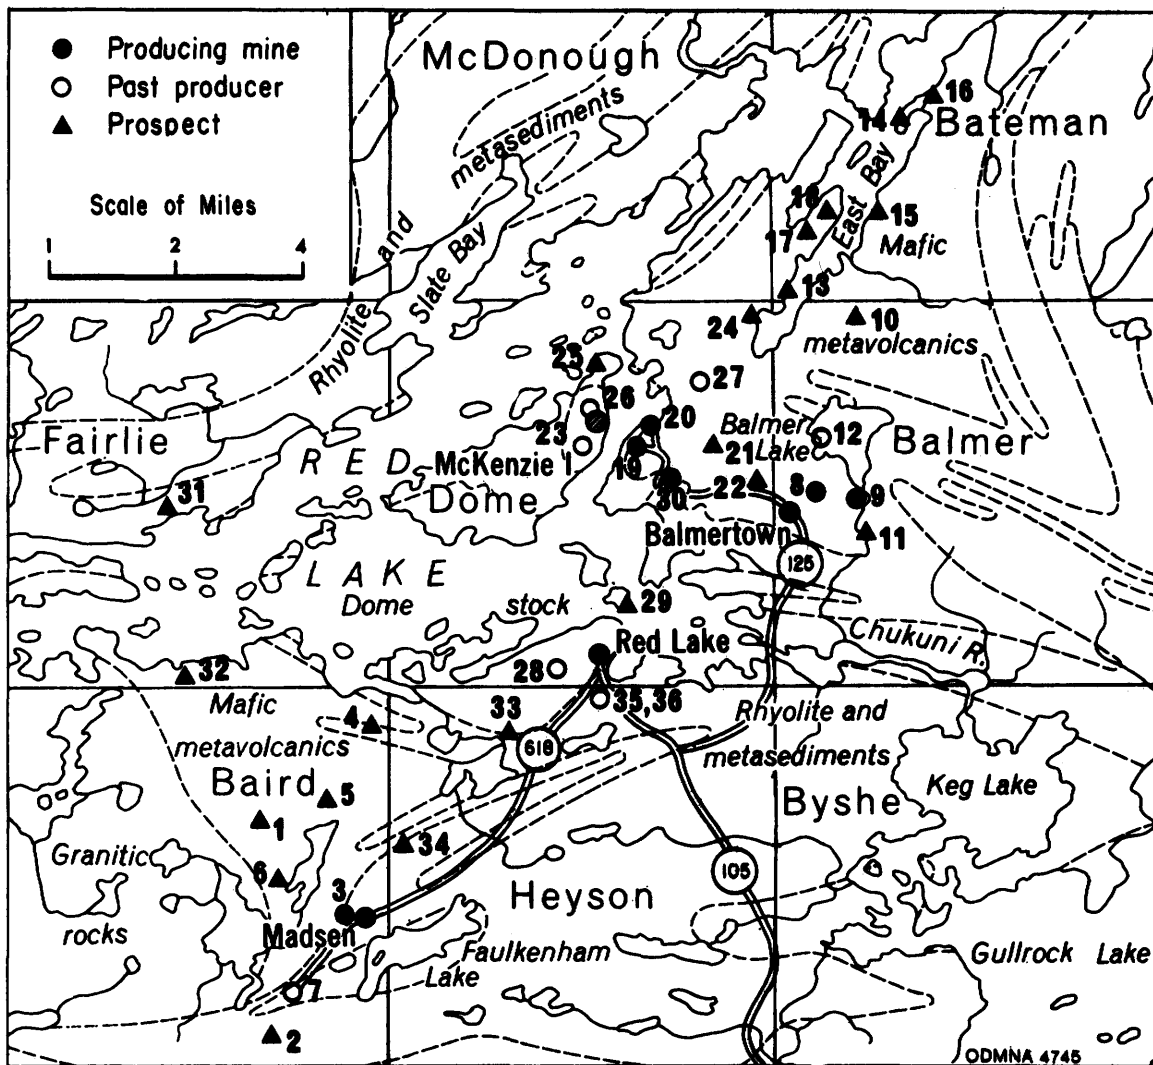 Producing mine
Past producer
Prospect
Scale of Miles
1 2 4
McDonough
metasediments
and
Rhyolite
Slate Bay
16
14
Bateman
East Bay
18
17
15
Mafic
13
24
10
metavolcanics
25
27
26
20
23
19
Balmer
Lake
21
12
Balmer
Fairlie
RED
McKenzie I.
Dome
30
22
8
9
31
Balmertown
11
125
LAKE
Dome
stock
29
Red Lake
Chukuni R.
28
32
35,36
Mafic
4
33
618
Rhyolite and
metavolcanics
metasediments
Baird
5
Keg Lake
1
Byshe
34
Granitic
6
105
3
Heyson
rocks
Madsen
Faulkenham
Lake
Gullrock Lake
7
2
ODMNA 4745